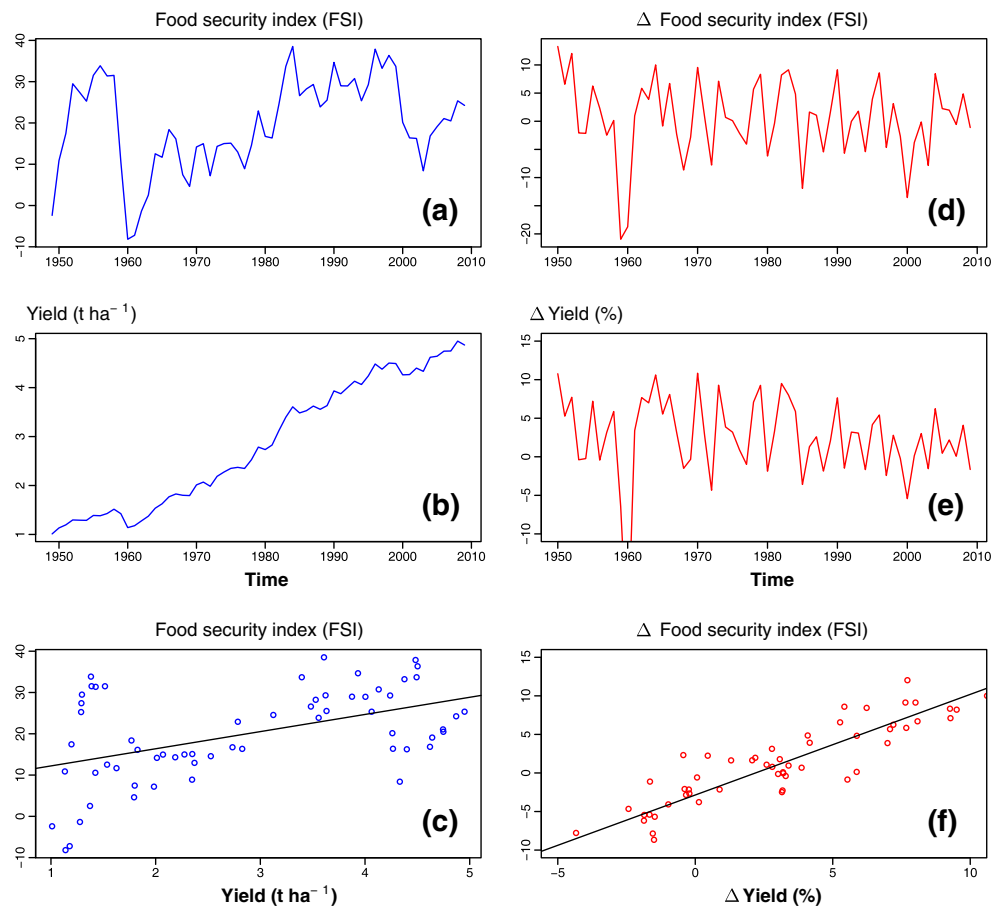 Food security index (FSI)
40
30
20
10
0
−10
(a)
1950 1960 1970 1980 1990 2000 2010
Δ Food security index (FSI)
10
5
0
−5
−10
−20
(d)
1950 1960 1970 1980 1990 2000 2010
Yield (t ha⁻¹)
5
4
3
2
1
(b)
1950 1960 1970 1980 1990 2000 2010
Time
Δ Yield (%)
15
10
5
0
−5
−10
(e)
1950 1960 1970 1980 1990 2000 2010
Time
Food security index (FSI)
40
30
20
10
0
−10
(c)
1 2 3 4 5
Yield (t ha⁻¹)
Δ Food security index (FSI)
15
10
5
0
−5
−10
(f)
−5 0 5 10
Δ Yield (%)